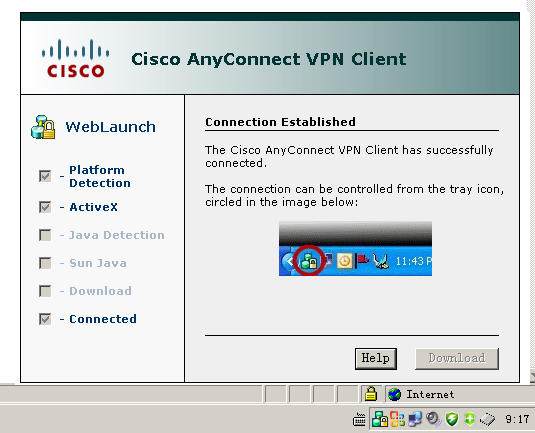 CISCO
Cisco AnyConnect VPN Client
WebLaunch
- Platform
Detection
- ActiveX
- Java Detection
- Sun Java
- Download
- Connected
Connection Established
The Cisco AnyConnect VPN Client has successfully
connected.
The connection can be controlled from the tray icon,
circled in the image below:
11:43 P
Help
Download
Internet
9:17